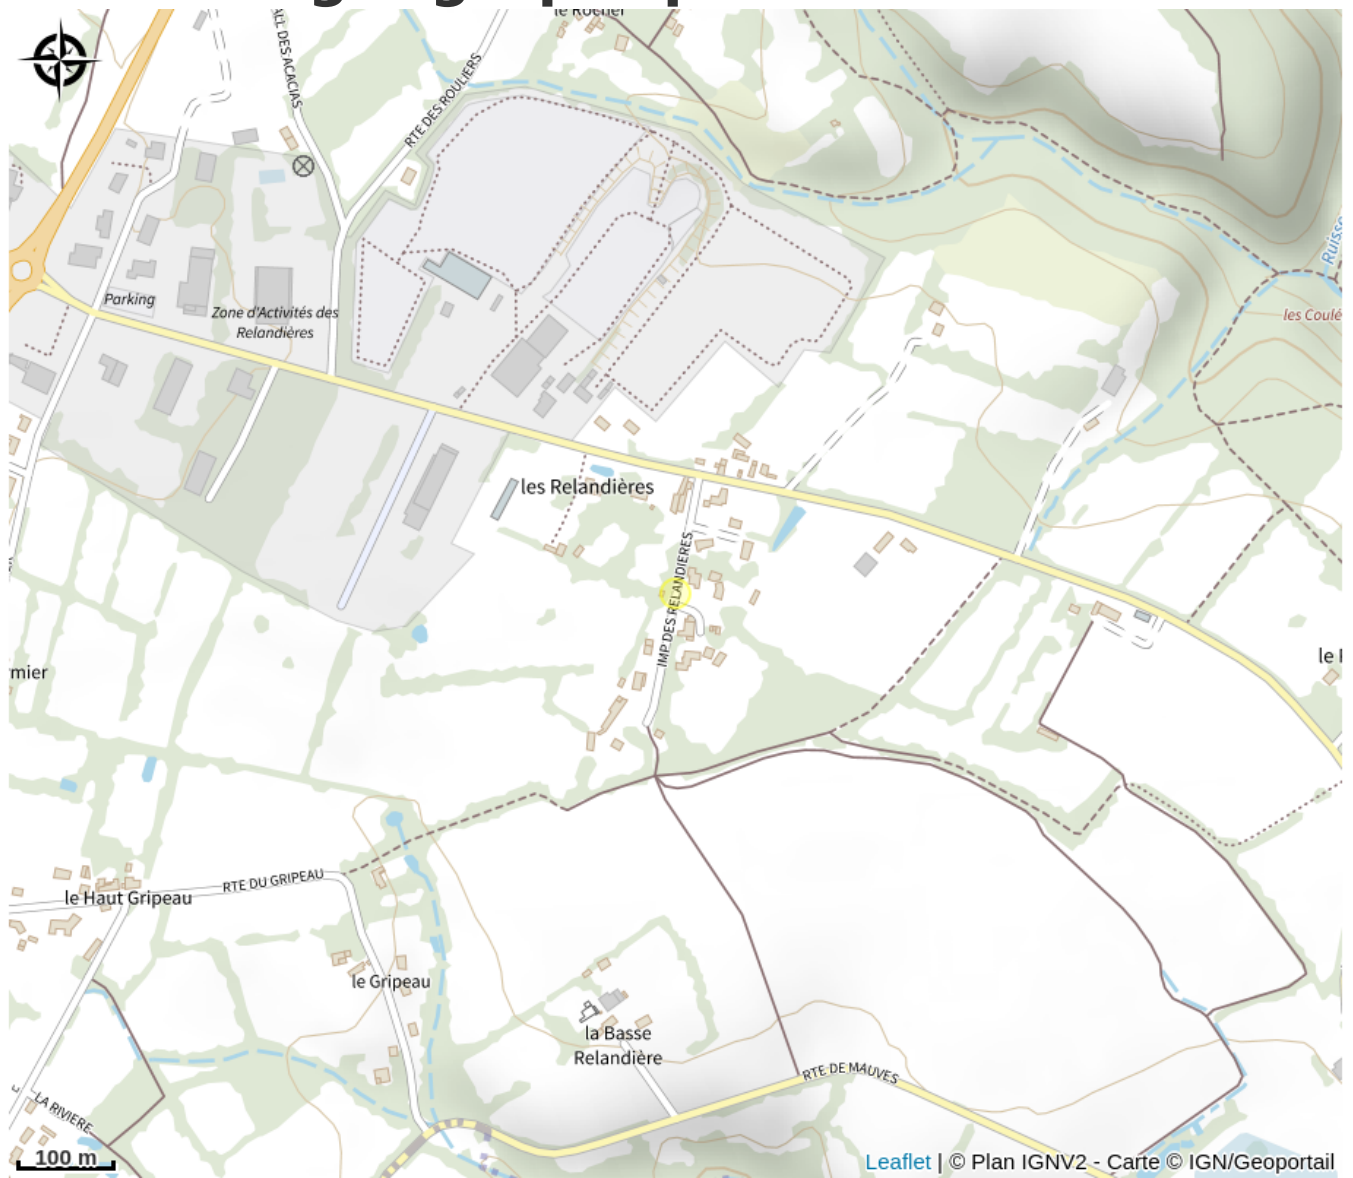 le Rocher
ALL DES ACACIAS
RTE DES ROULIERS
Ruisse
les Coulé
Parking
Zone d'Activités des
Relandières
les Relandières
IMP DES RELANDIERES
le
rmier
RTE DU GRIPEAU
le Haut Gripeau
le Gripeau
la Basse
Relandière
RTE DE MAUVES
LA RIVIERE
100 m
Leaflet | © Plan IGNV2 - Carte © IGN/Geoportail